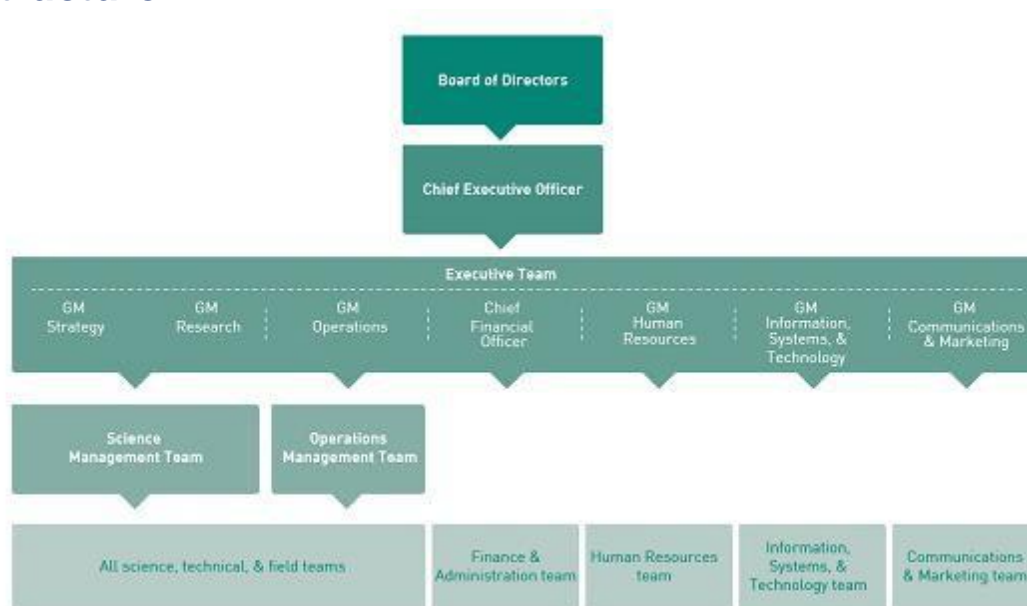 Board of Directors
Chief Executive Officer
Executive Team
GM
Strategy
GM
Research
GM
Operations
Chief
Financial
Officer
GM
Human
Resources
GM
Information,
Systems, &
Technology
GM
Communications
& Marketing
Science
Management Team
Operations
Management Team
All science, technical, & field teams
Finance &
Administration team
Human Resources
team
Information,
Systems, &
Technology team
Communications
& Marketing team